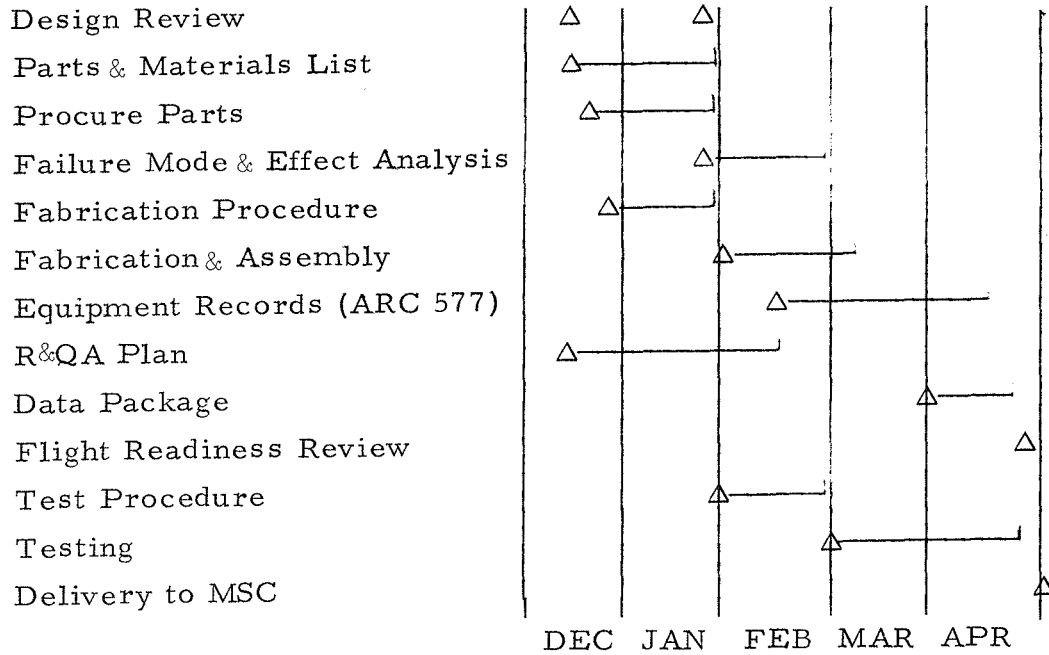 Design Review
Parts & Materials List
Procure Parts
Failure Mode & Effect Analysis
Fabrication Procedure
Fabrication & Assembly
Equipment Records (ARC 577)
R&QA Plan
Data Package
Flight Readiness Review
Test Procedure
Testing
Delivery to MSC
DEC JAN FEB MAR APR